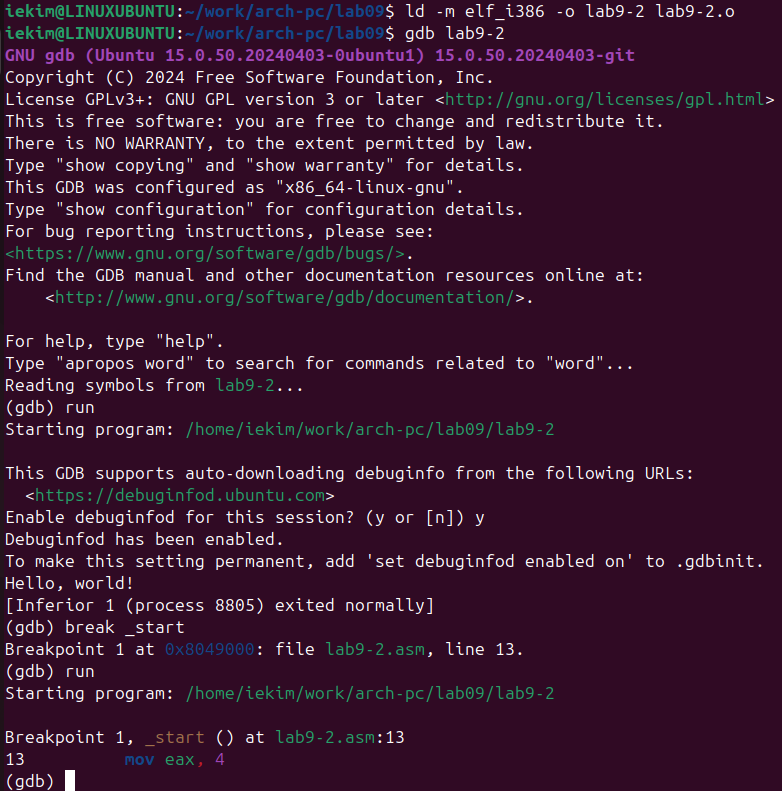 iekim@LINUXUBUNTU:~/work/arch-pc/lab09$ ld -m elf_i386 -o lab9-2 lab9-2.o
iekim@LINUXUBUNTU:~/work/arch-pc/lab09$ gdb lab9-2
GNU gdb (Ubuntu 15.0.50.20240403-0ubuntu1) 15.0.50.20240403-git
Copyright (C) 2024 Free Software Foundation, Inc.
License GPLv3+: GNU GPL version 3 or later <http://gnu.org/licenses/gpl.html>
This is free software: you are free to change and redistribute it.
There is NO WARRANTY, to the extent permitted by law.
Type "show copying" and "show warranty" for details.
This GDB was configured as "x86_64-linux-gnu".
Type "show configuration" for configuration details.
For bug reporting instructions, please see:
<https://www.gnu.org/software/gdb/bugs/>.
Find the GDB manual and other documentation resources online at:
    <http://www.gnu.org/software/gdb/documentation/>.

For help, type "help".
Type "apropos word" to search for commands related to "word"...
Reading symbols from lab9-2...
(gdb) run
Starting program: /home/iekim/work/arch-pc/lab09/lab9-2

This GDB supports auto-downloading debuginfo from the following URLs:
  <https://debuginfod.ubuntu.com>
Enable debuginfod for this session? (y or [n]) y
Debuginfod has been enabled.
To make this setting permanent, add 'set debuginfod enabled on' to .gdbinit.
Hello, world!
[Inferior 1 (process 8805) exited normally]
(gdb) break _start
Breakpoint 1 at 0x8049000: file lab9-2.asm, line 13.
(gdb) run
Starting program: /home/iekim/work/arch-pc/lab09/lab9-2

Breakpoint 1, _start () at lab9-2.asm:13
13          mov eax, 4
(gdb)